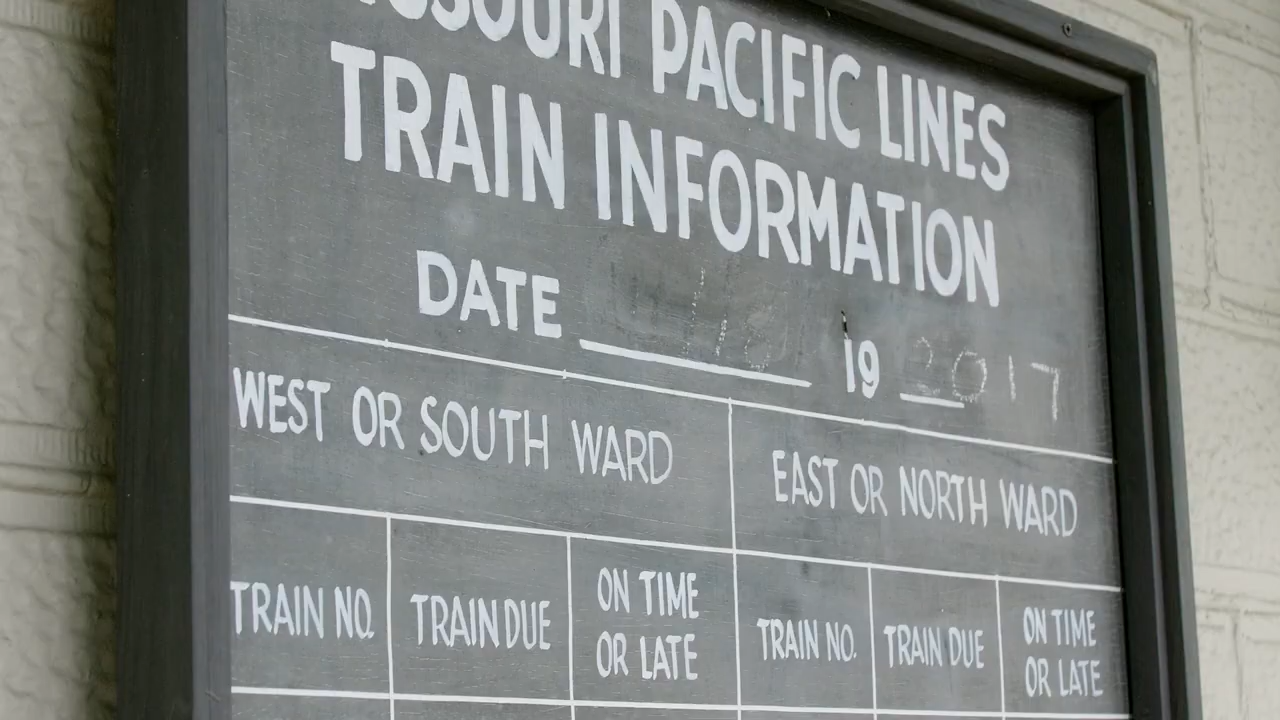 PACIFIC LINES
TRAIN INFORMATION
DATE 19 2017
WEST OR SOUTH WARD
EAST OR NORTH WARD
TRAIN NO.
TRAIN DUE
ON TIME
OR LATE
TRAIN NO.
TRAIN DUE
ON TIME
OR LATE